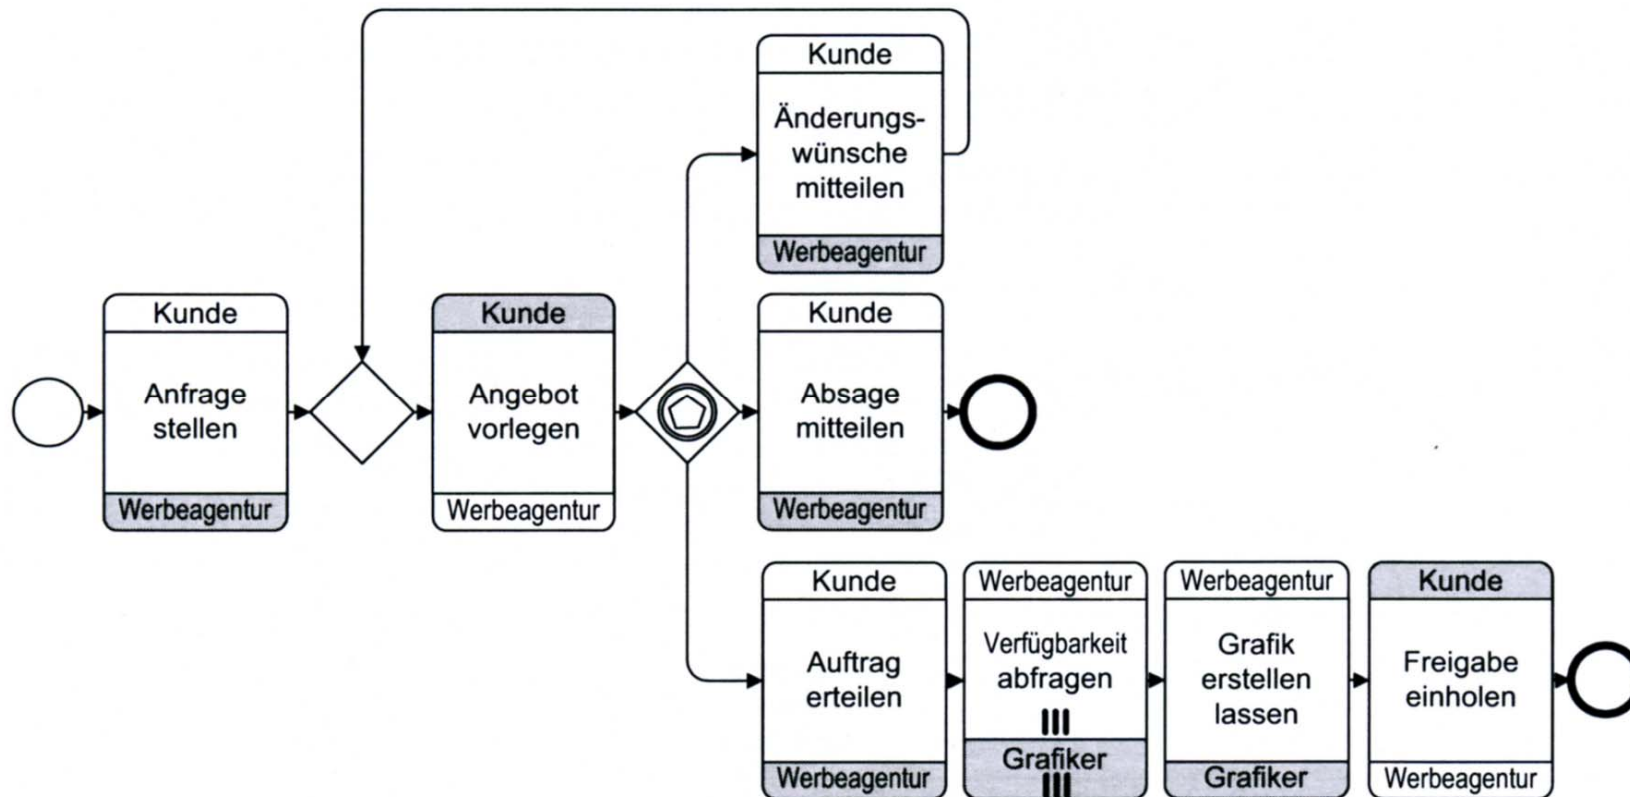 Kunde
Änderungs-
wünsche
mitteilen
Werbeagentur
Kunde
Anfrage
stellen
Werbeagentur
Kunde
Angebot
vorlegen
Werbeagentur
Kunde
Absage
mitteilen
Werbeagentur
Kunde
Auftrag
erteilen
Werbeagentur
Werbeagentur
Verfügbarkeit
abfragen
Grafiker
Werbeagentur
Grafik
erstellen
lassen
Grafiker
Kunde
Freigabe
einholen
Werbeagentur